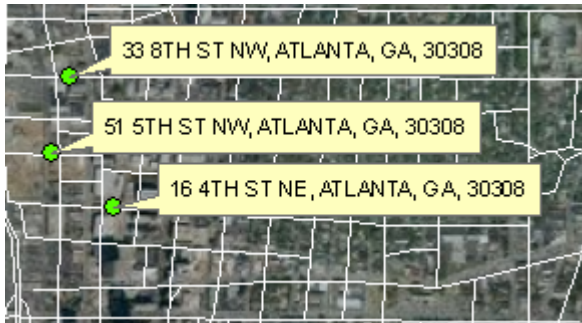 33 8TH ST NW, ATLANTA, GA, 30308
51 5TH ST NW, ATLANTA, GA, 30308
16 4TH ST NE, ATLANTA, GA, 30308